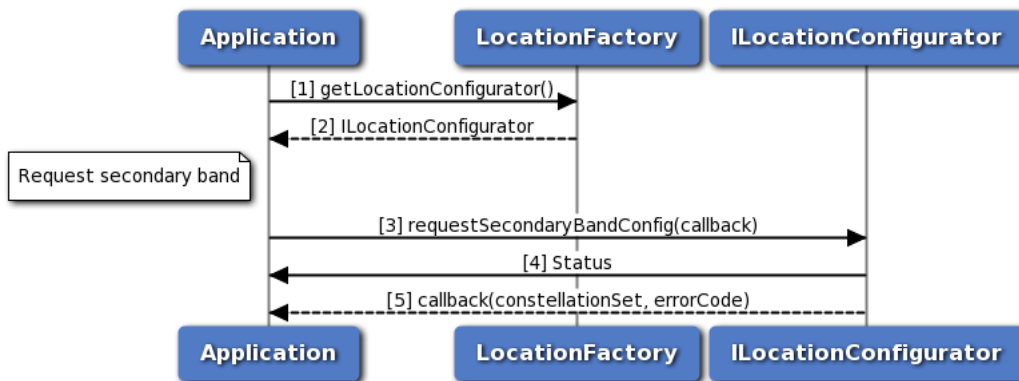 Application
LocationFactory
ILocationConfigurator
[1] getLocationConfigurator()
[2] ILocationConfigurator
Request secondary band
[3] requestSecondaryBandConfig(callback)
[4] Status
[5] callback(constellationSet, errorCode)
Application
LocationFactory
ILocationConfigurator